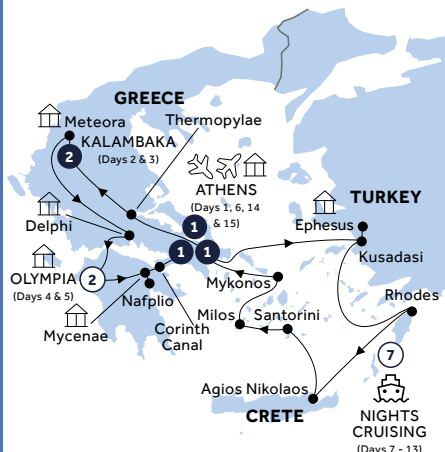 GREECE
Meteora
Thermopylae
KALAMBAKA
2
(Days 2 & 3)
ATHENS
(Days 1, 6, 14
& 15)
1
1
1
TURKEY
Ephesus
Kusadasi
Delphi
OLYMPIA
(Days 4 & 5)
2
Mykonos
Rhodes
Nafplio
Milos
Santorini
Mycenae
Corinth
Canal
7
Agios Nikolaos
CRETE
NIGHTS
CRUISING
(Days 7 - 13)